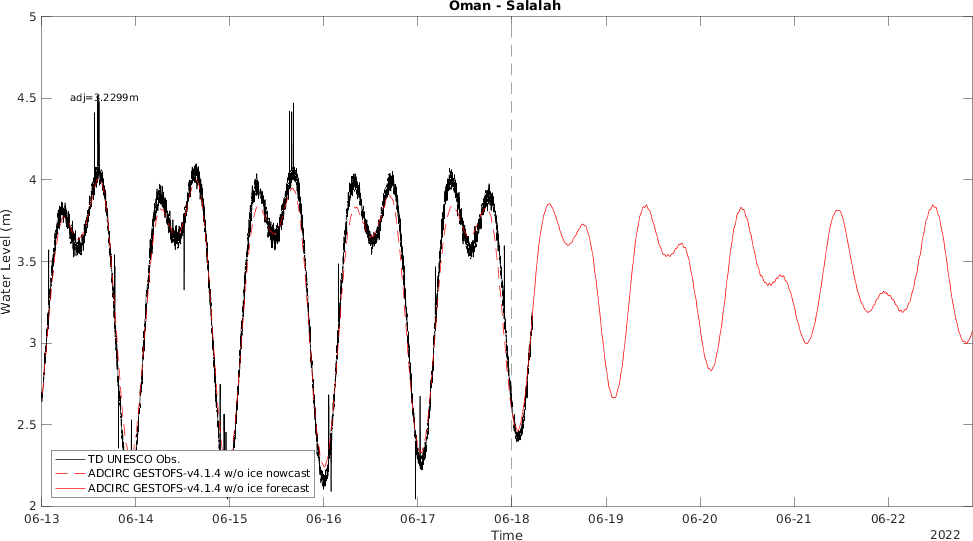 Oman - Salalah
Water Level (m)
5
4.5
4
3.5
3
2.5
2
adj=3.2299m
TD UNESCO Obs.
ADCIRC GESTOFS-v4.1.4 w/o ice nowcast
ADCIRC GESTOFS-v4.1.4 w/o ice forecast
06-13 06-14 06-15 06-16 06-17 06-18 06-19 06-20 06-21 06-22
Time
2022